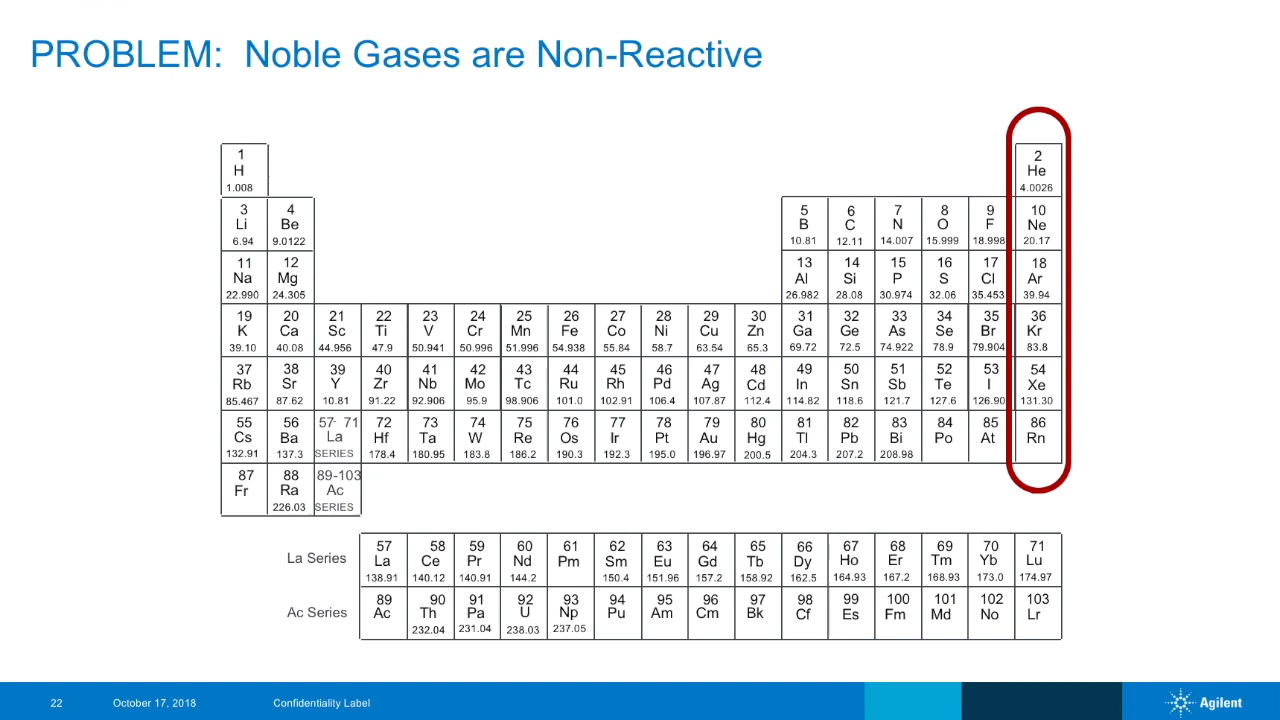 PROBLEM: Noble Gases are Non-Reactive
1 2
H He
1.008 4.0026
3 4 5 6 7 8 9 10
Li Be B C N O F Ne
6.94 9.0122 10.81 12.11 14.007 15.999 18.998 20.17
11 12 13 14 15 16 17 18
Na Mg Al Si P S Cl Ar
22.990 24.305 26.982 28.08 30.974 32.06 35.453 39.94
19 20 21 22 23 24 25 26 27 28 29 30 31 32 33 34 35 36
K Ca Sc Ti V Cr Mn Fe Co Ni Cu Zn Ga Ge As Se Br Kr
39.10 40.08 44.956 47.9 50.941 50.996 51.996 54.938 55.84 58.7 63.54 65.3 69.72 72.5 74.922 78.9 79.904 83.8
37 38 39 40 41 42 43 44 45 46 47 48 49 50 51 52 53 54
Rb Sr Y Zr Nb Mo Tc Ru Rh Pd Ag Cd In Sn Sb Te I Xe
85.467 87.62 10.81 91.22 92.906 95.9 98.906 101.0 102.91 106.4 107.87 112.4 114.82 118.6 121.7 127.6 126.90 131.30
55 56 57- 71 72 73 74 75 76 77 78 79 80 81 82 83 84 85 86
Cs Ba La Hf Ta W Re Os Ir Pt Au Hg Tl Pb Bi Po At Rn
132.91 137.3 SERIES 178.4 180.95 183.8 186.2 190.3 192.3 195.0 196.97 200.5 204.3 207.2 208.98
87 88 89-103
Fr Ra Ac
226.03 SERIES
57 58 59 60 61 62 63 64 65 66 67 68 69 70 71
La Series La Ce Pr Nd Pm Sm Eu Gd Tb Dy Ho Er Tm Yb Lu
138.91 140.12 140.91 144.2 150.4 151.96 157.2 158.92 162.5 164.93 167.2 168.93 173.0 174.97
89 90 91 92 93 94 95 96 97 98 99 100 101 102 103
Ac Series Ac Th Pa U Np Pu Am Cm Bk Cf Es Fm Md No Lr
232.04 231.04 238.03 237.05
22 October 17, 2018 Confidentiality Label Agilent